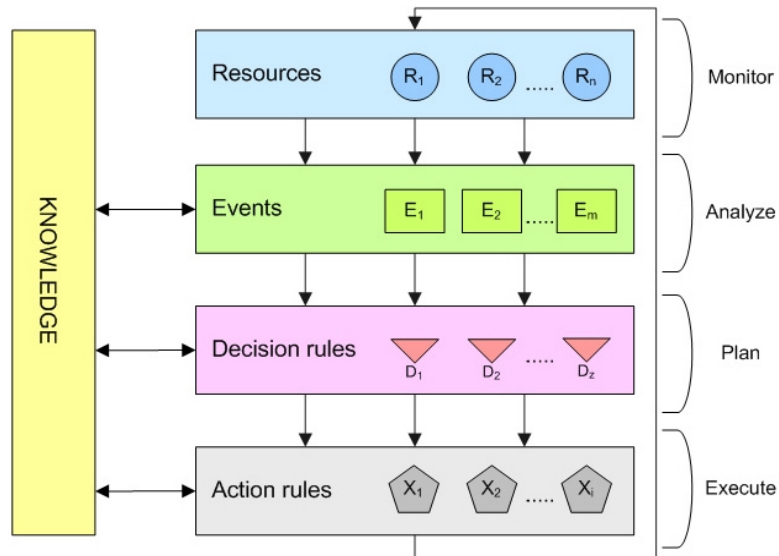 KNOWLEDGE
Resources R₁ R₂ ..... Rₙ
Monitor
Events E₁ E₂ ..... Eₘ
Analyze
Decision rules D₁ D₂ ..... D_z
Plan
Action rules X₁ X₂ ..... Xᵢ
Execute